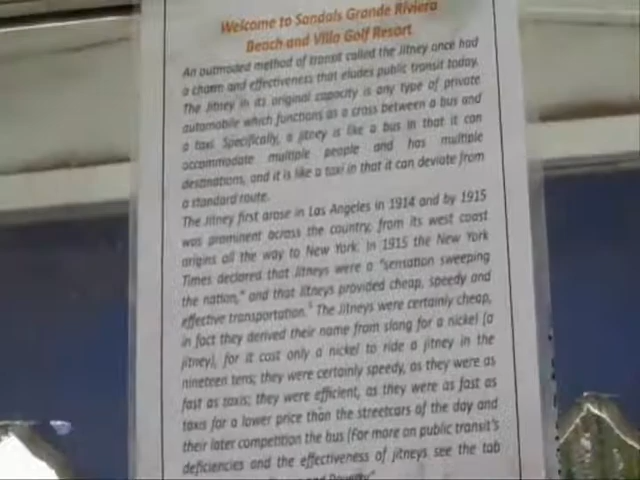 Welcome to Sandals Grande Riviera
Beach and Villa Golf Resort
An outmoded method of transit called the Jitney once had
a charm and effectiveness that eludes public transit today.
The Jitney in its original capacity is any type of private
automobile which functions as a cross between a bus and
a taxi. Specifically, a jitney is like a bus in that it can
accommodate multiple people and has multiple
destinations, and it is like a taxi in that it can deviate from
a standard route.
The Jitney first arose in Los Angeles in 1914 and by 1915
was prominent across the country, from its west coast
origins all the way to New York. In 1915 the New York
Times declared that Jitneys were a "sensation sweeping
the nation," and that Jitneys provided cheap, speedy and
effective transportation. The Jitneys were certainly cheap,
in fact they derived their name from slang for a nickel (a
jitney), for it cost only a nickel to ride a jitney in the
nineteen tens; they were certainly speedy, as they were as
fast as taxis; they were efficient, as they were as fast as
taxis for a lower price than the streetcars of the day and
their later competition the bus (For more on public transit's
deficiencies and the effectiveness of jitneys see the tab